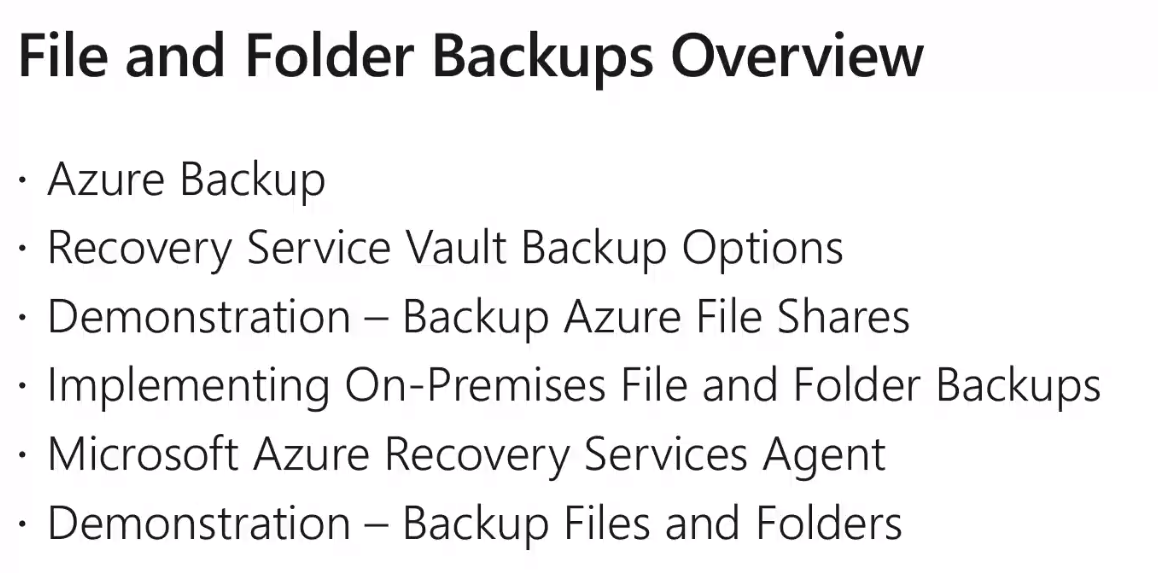 File and Folder Backups Overview
· Azure Backup
· Recovery Service Vault Backup Options
· Demonstration – Backup Azure File Shares
· Implementing On-Premises File and Folder Backups
· Microsoft Azure Recovery Services Agent
· Demonstration – Backup Files and Folders